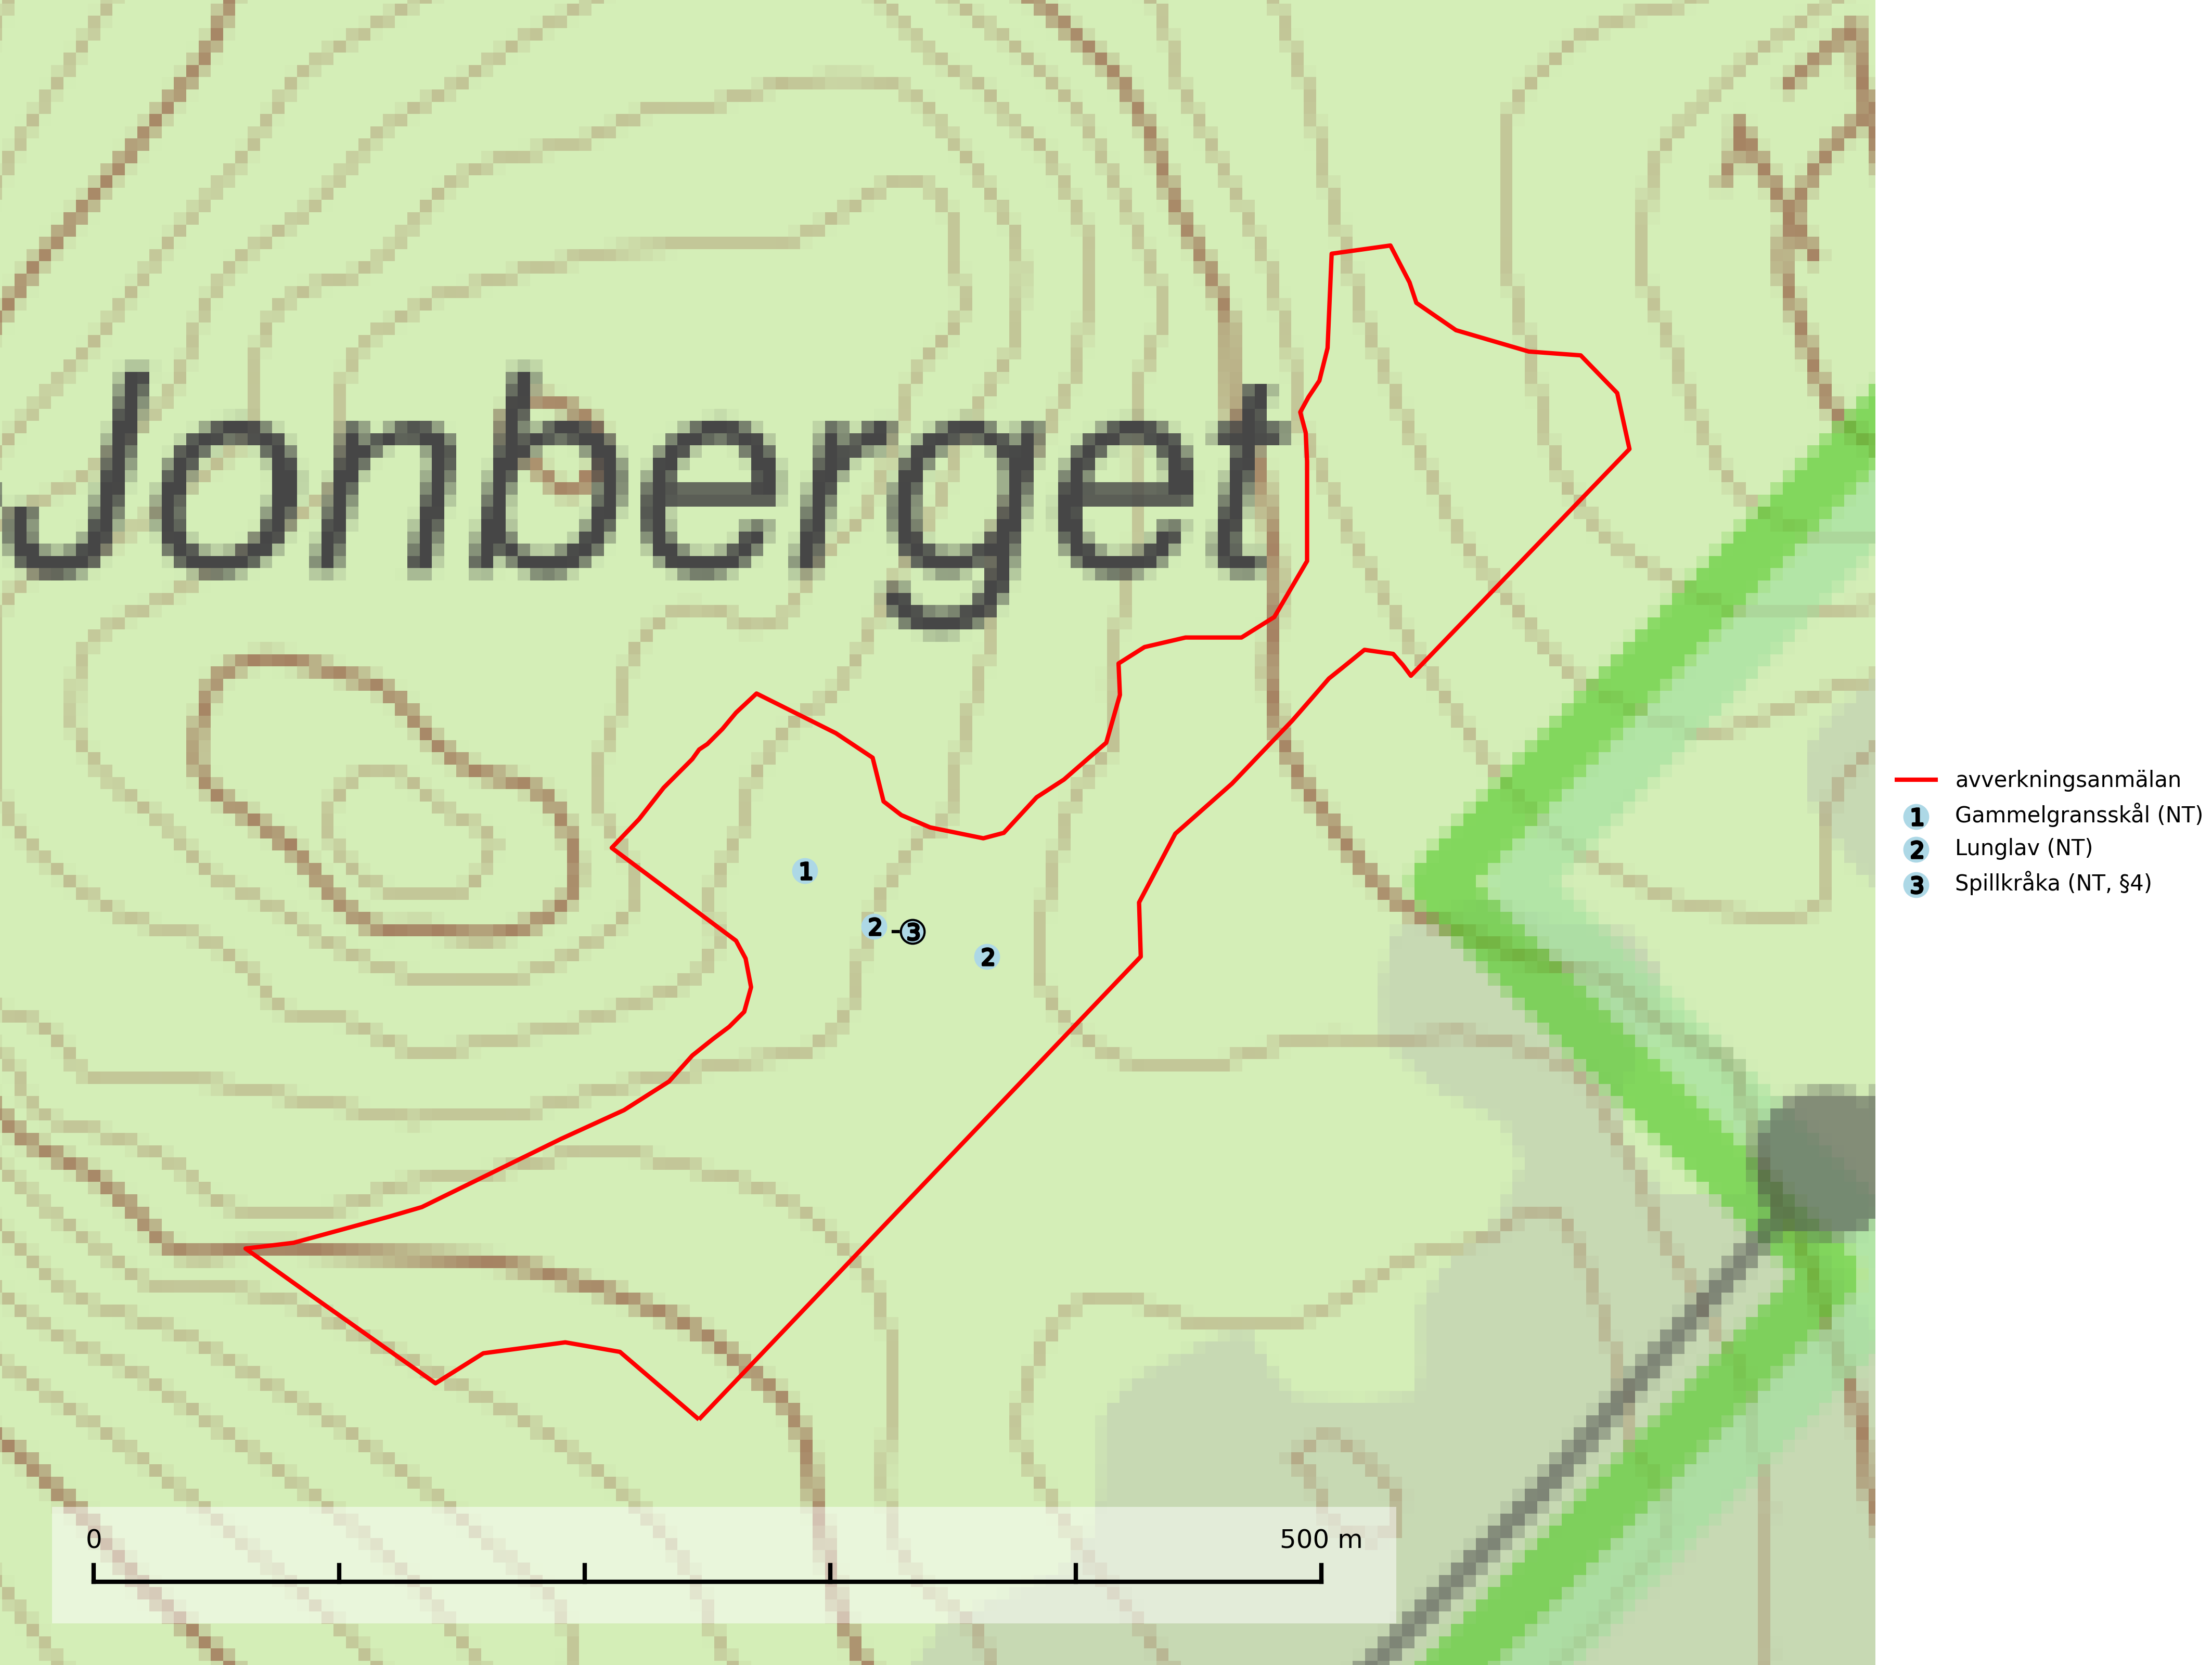 Jonberget
1
2
3
2
avverkningsanmälan
1 Gammelgransskål (NT)
2 Lunglav (NT)
3 Spillkråka (NT, §4)
0 500 m